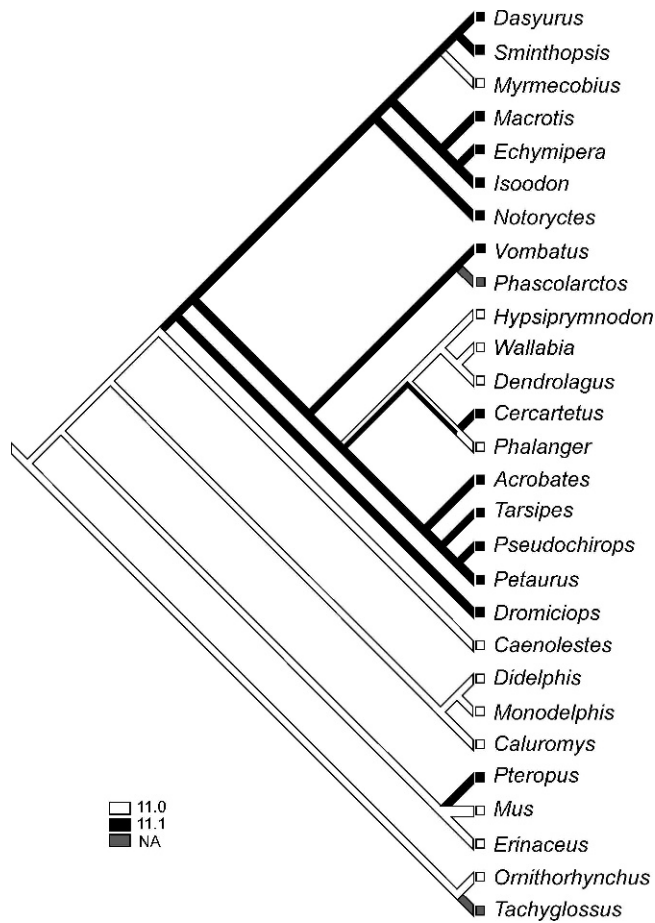 Dasyurus
Sminthopsis
Myrmecobius
Macrotis
Echymipera
Isoodon
Notoryctes
Vombatus
Phascolarctos
Hypsiprymnodon
Wallabia
Dendrolagus
Cercartetus
Phalanger
Acrobates
Tarsipes
Pseudochirops
Petaurus
Dromiciops
Caenolestes
Didelphis
Monodelphis
Caluromys
Pteropus
Mus
Erinaceus
Ornithorhynchus
Tachyglossus
11.0
11.1
NA